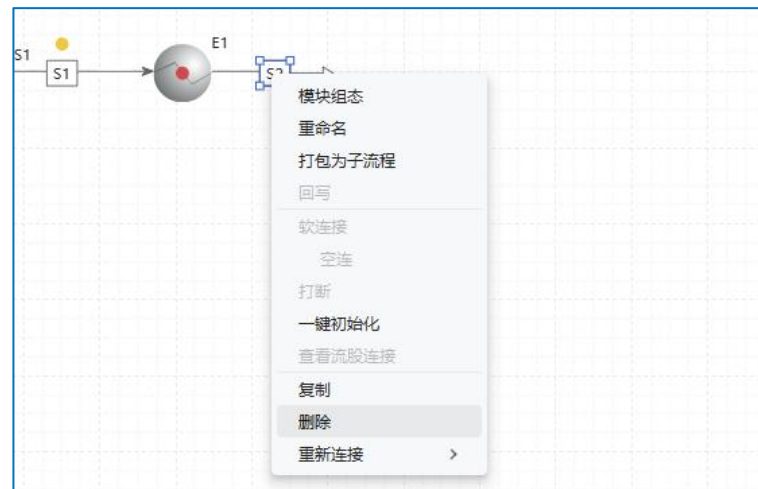 S1
S1
E1
模块组态
重命名
打包为子流程
回写
软连接
空连
打断
一键初始化
查看流股连接
复制
删除
重新连接